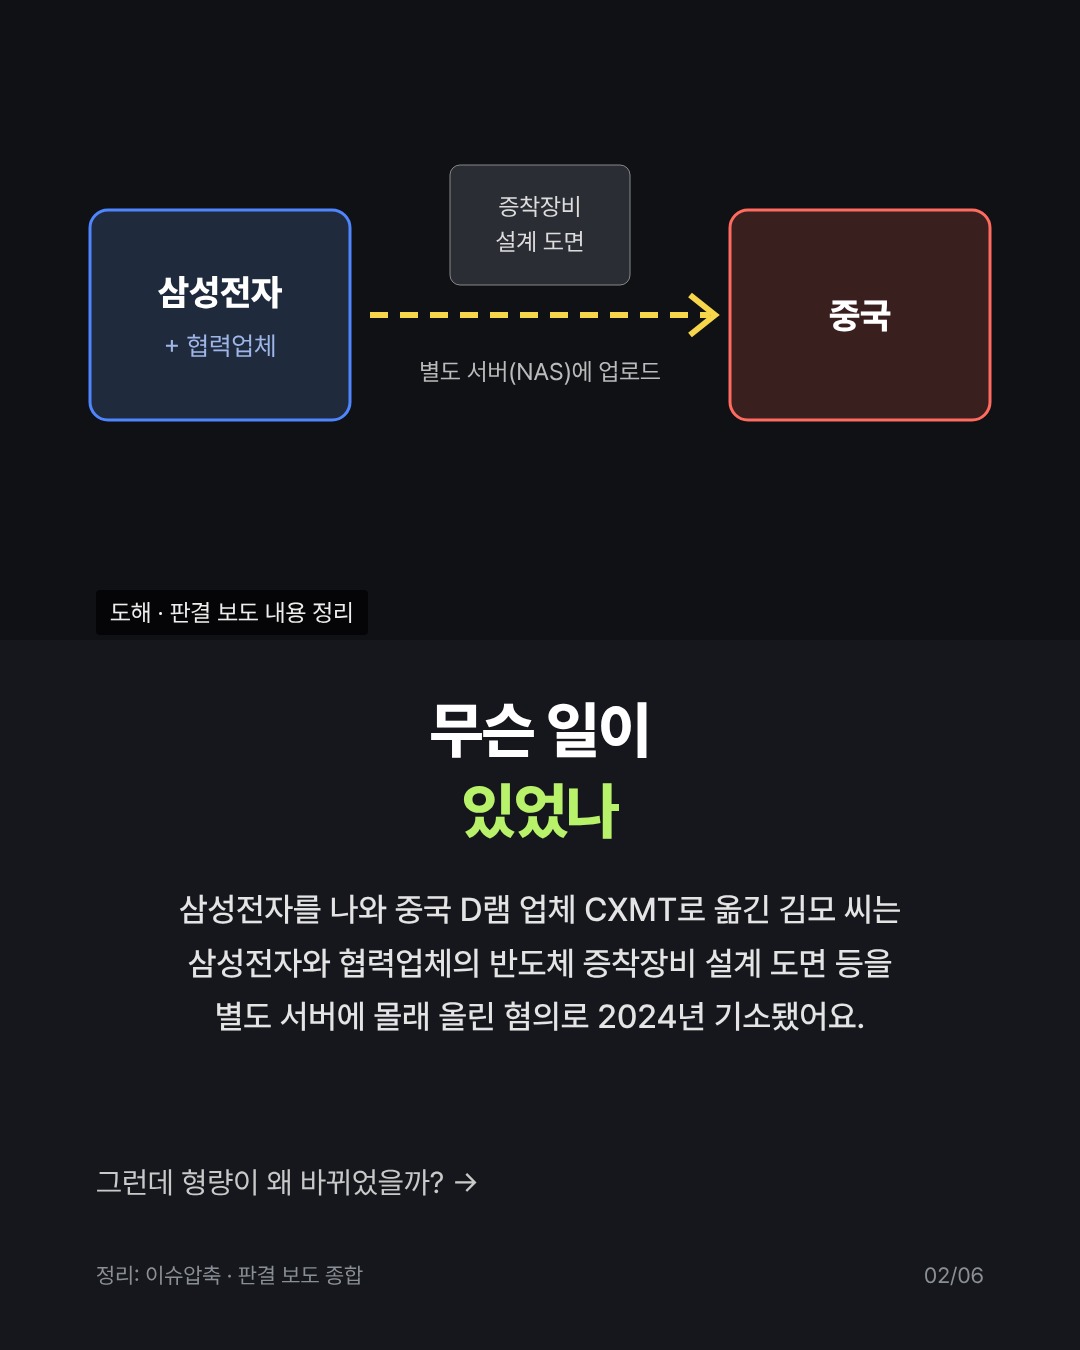 증착장비
설계 도면
삼성전자
+ 협력업체
중국
별도 서버(NAS)에 업로드
도해 · 판결 보도 내용 정리
무슨 일이
있었나
삼성전자를 나와 중국 D램 업체 CXMT로 옮긴 김모 씨는
삼성전자와 협력업체의 반도체 증착장비 설계 도면 등을
별도 서버에 몰래 올린 혐의로 2024년 기소됐어요.
그런데 형량이 왜 바뀌었을까? →
정리: 이슈압축 · 판결 보도 종합
02/06